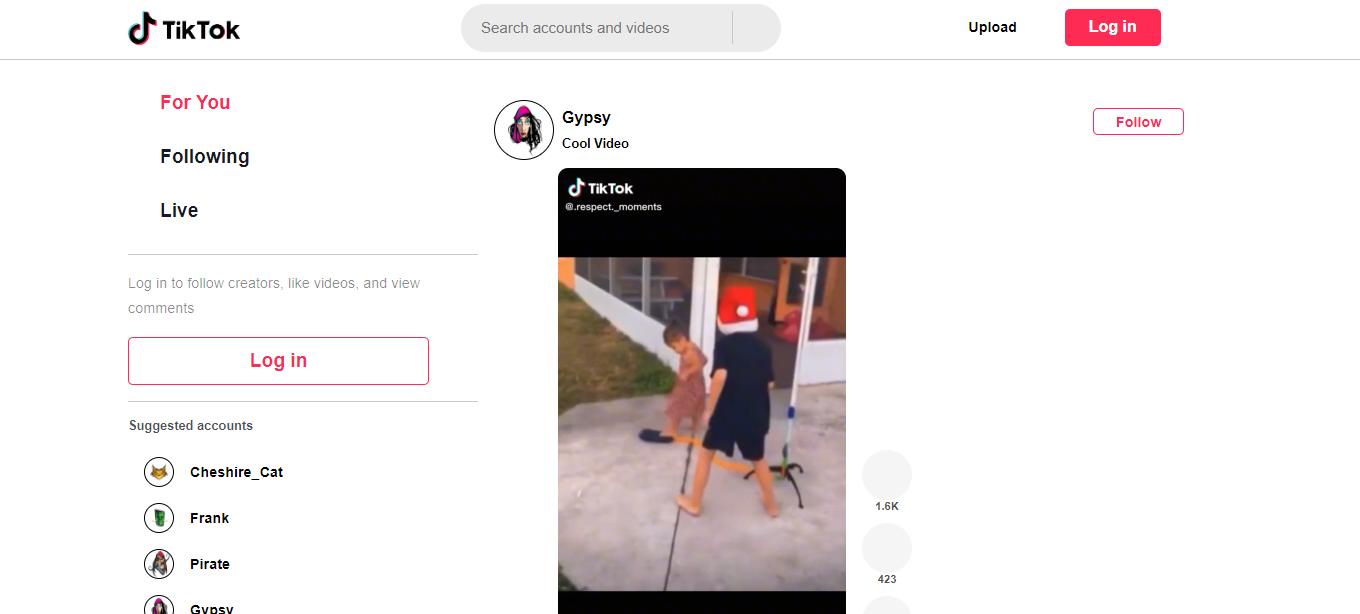 TikTok
Search accounts and videos
Upload
Log in
For You
Following
Live
Log in to follow creators, like videos, and view
comments
Log in
Suggested accounts
Cheshire_Cat
Frank
Pirate
Gypsy
Gypsy
Cool Video
Follow
TikTok
@.respect._moments
1.6K
423